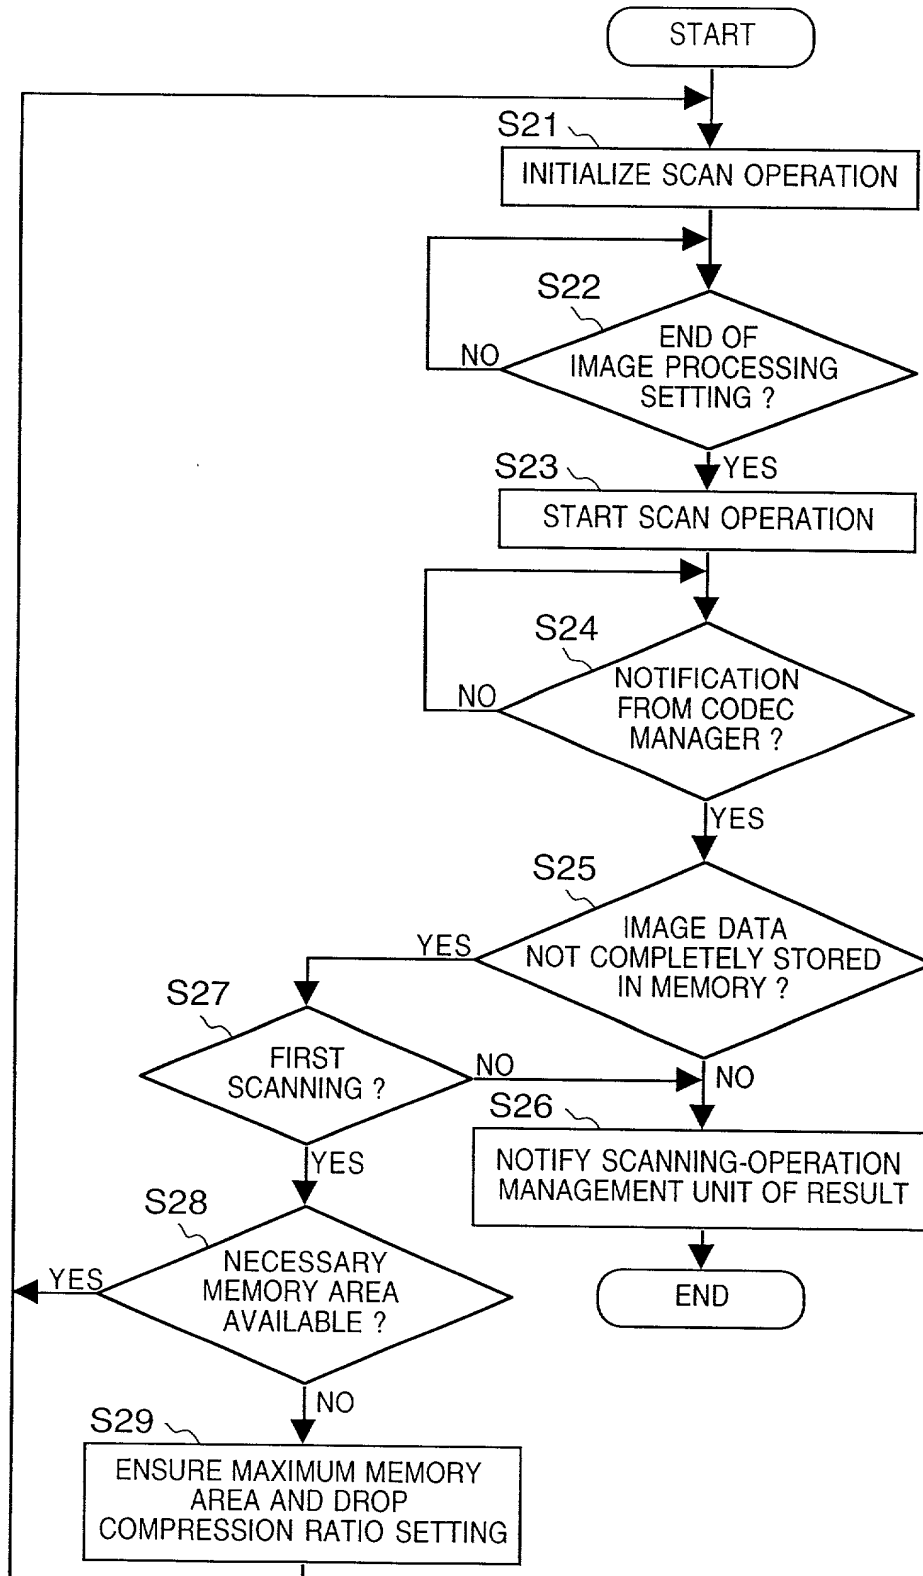 START
S21
INITIALIZE SCAN OPERATION
S22
END OF
IMAGE PROCESSING
SETTING ?
NO
YES
S23
START SCAN OPERATION
S24
NOTIFICATION
FROM CODEC
MANAGER ?
NO
YES
S25
IMAGE DATA
NOT COMPLETELY STORED
IN MEMORY ?
YES
NO
S27
FIRST
SCANNING ?
NO
YES
S26
NOTIFY SCANNING-OPERATION
MANAGEMENT UNIT OF RESULT
END
S28
NECESSARY
MEMORY AREA
AVAILABLE ?
YES
NO
S29
ENSURE MAXIMUM MEMORY
AREA AND DROP
COMPRESSION RATIO SETTING